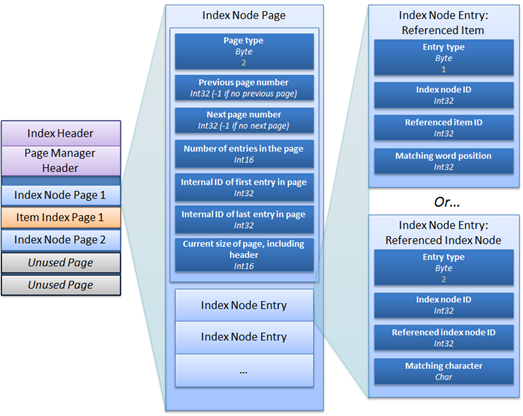 Index Header
Page Manager
Header
Index Node Page 1
Item Index Page 1
Index Node Page 2
Unused Page
Unused Page
Index Node Page
Page type
Byte
2
Previous page number
Int32 (-1 if no previous page)
Next page number
Int32 (-1 if no next page)
Number of entries in the page
Int16
Internal ID of first entry in page
Int32
Internal ID of last entry in page
Int32
Current size of page, including
header
Int16
Index Node Entry
Index Node Entry
...
Index Node Entry:
Referenced Item
Entry type
Byte
1
Index node ID
Int32
Referenced item ID
Int32
Matching word position
Int32
Or...
Index Node Entry:
Referenced Index Node
Entry type
Byte
2
Index node ID
Int32
Referenced index node ID
Int32
Matching character
Char